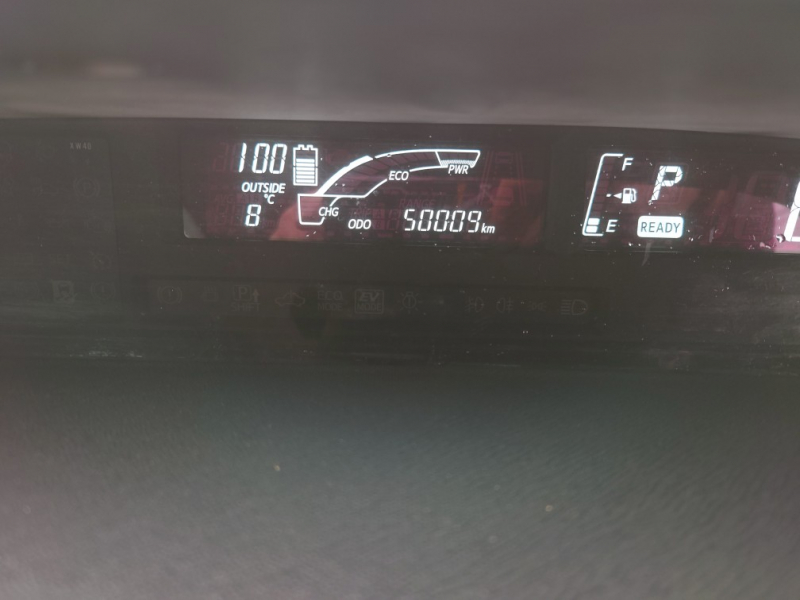 100
OUTSIDE
°C
8
CHG
ECO
PWR
ODO 50009 km
F
E
P
READY